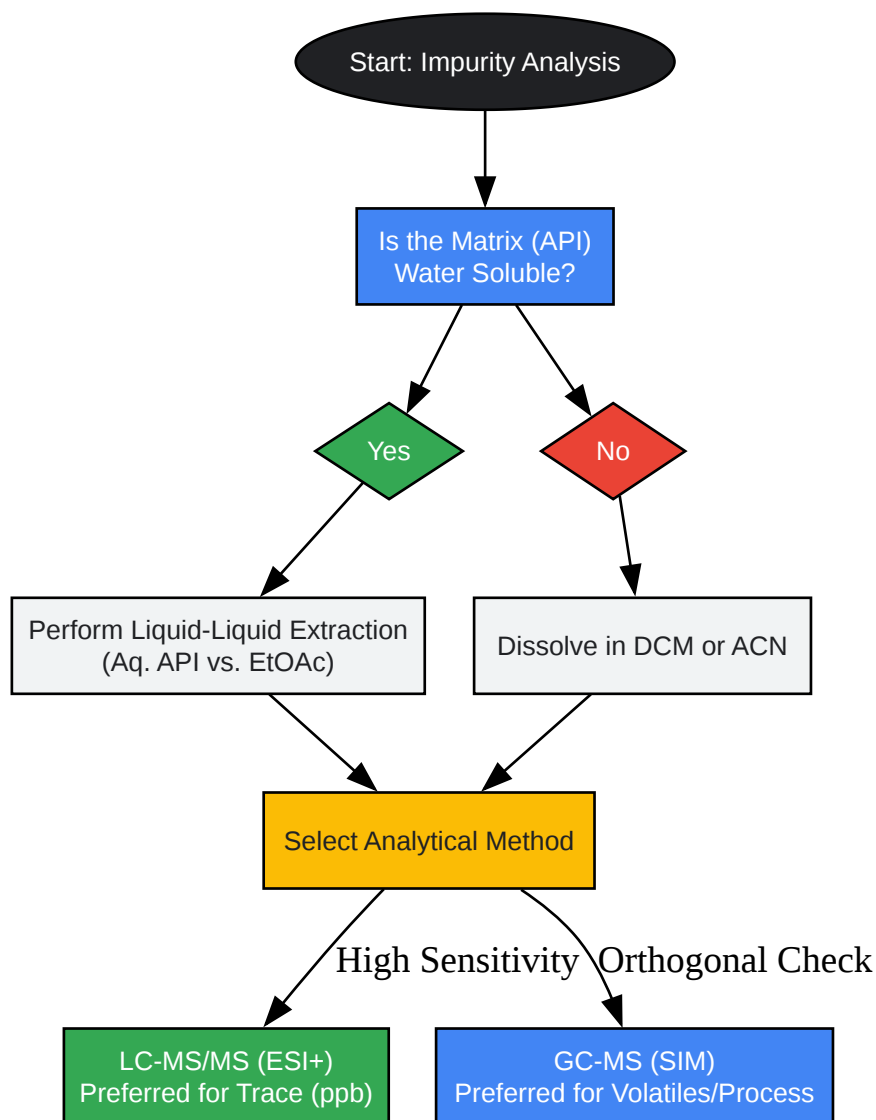 Start: Impurity Analysis
Is the Matrix (API)
Water Soluble?
Yes
No
Perform Liquid-Liquid Extraction
(Aq. API vs. EtOAc)
Dissolve in DCM or ACN
Select Analytical Method
High Sensitivity
Orthogonal Check
LC-MS/MS (ESI+)
Preferred for Trace (ppb)
GC-MS (SIM)
Preferred for Volatiles/Process